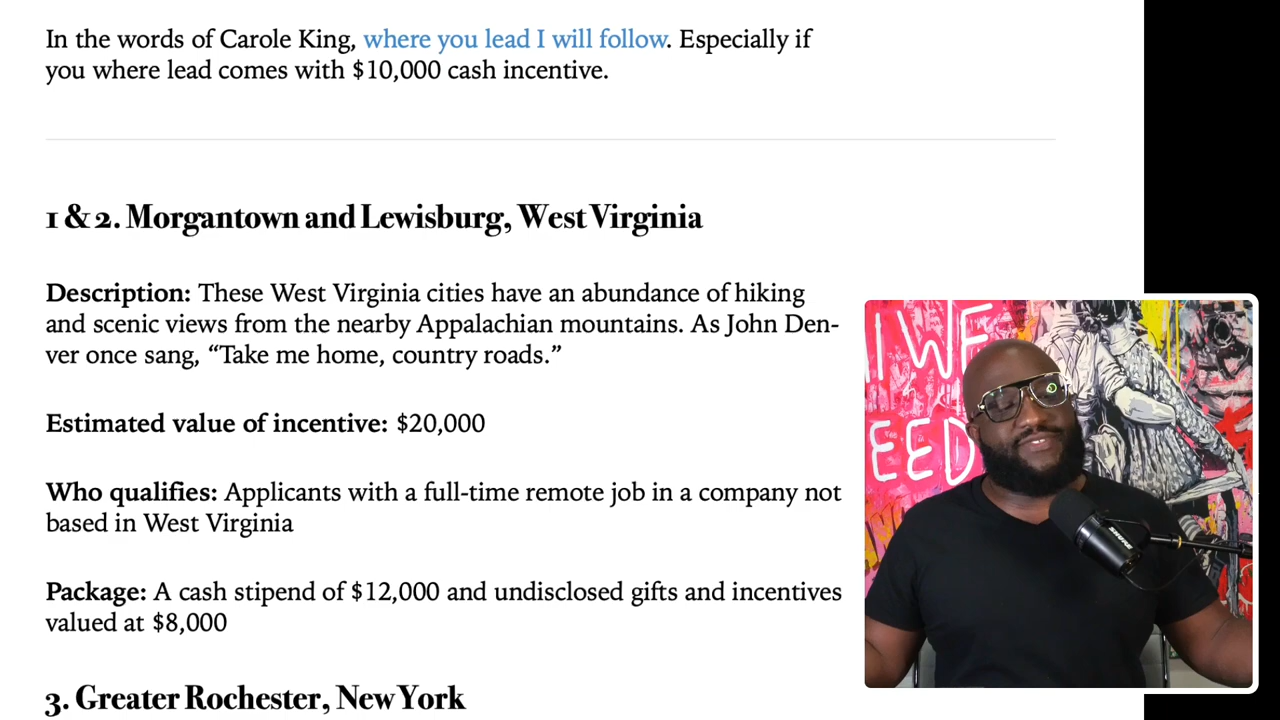 In the words of Carole King, where you lead I will follow. Especially if
you where lead comes with $10,000 cash incentive.
1 & 2. Morgantown and Lewisburg, West Virginia
Description: These West Virginia cities have an abundance of hiking
and scenic views from the nearby Appalachian mountains. As John Den-
ver once sang, “Take me home, country roads.”
Estimated value of incentive: $20,000
Who qualifies: Applicants with a full-time remote job in a company not
based in West Virginia
Package: A cash stipend of $12,000 and undisclosed gifts and incentives
valued at $8,000
3. Greater Rochester, New York
WE
EED
SHURE